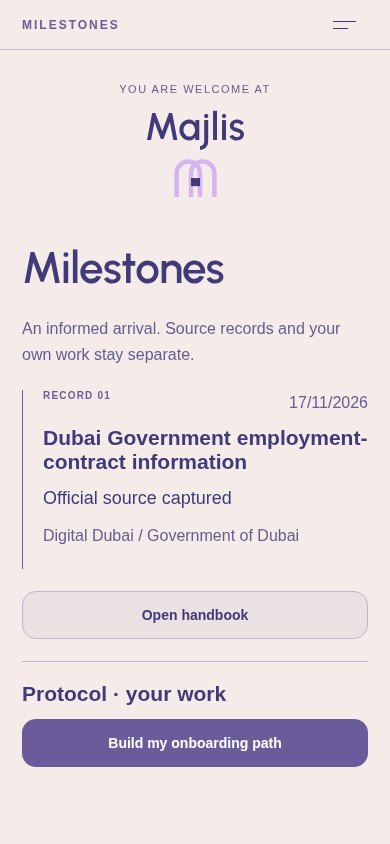 MILESTONES
YOU ARE WELCOME AT
Majlis
Milestones
An informed arrival. Source records and your
own work stay separate.
RECORD 01
17/11/2026
Dubai Government employment-
contract information
Official source captured
Digital Dubai / Government of Dubai
Open handbook
Protocol · your work
Build my onboarding path